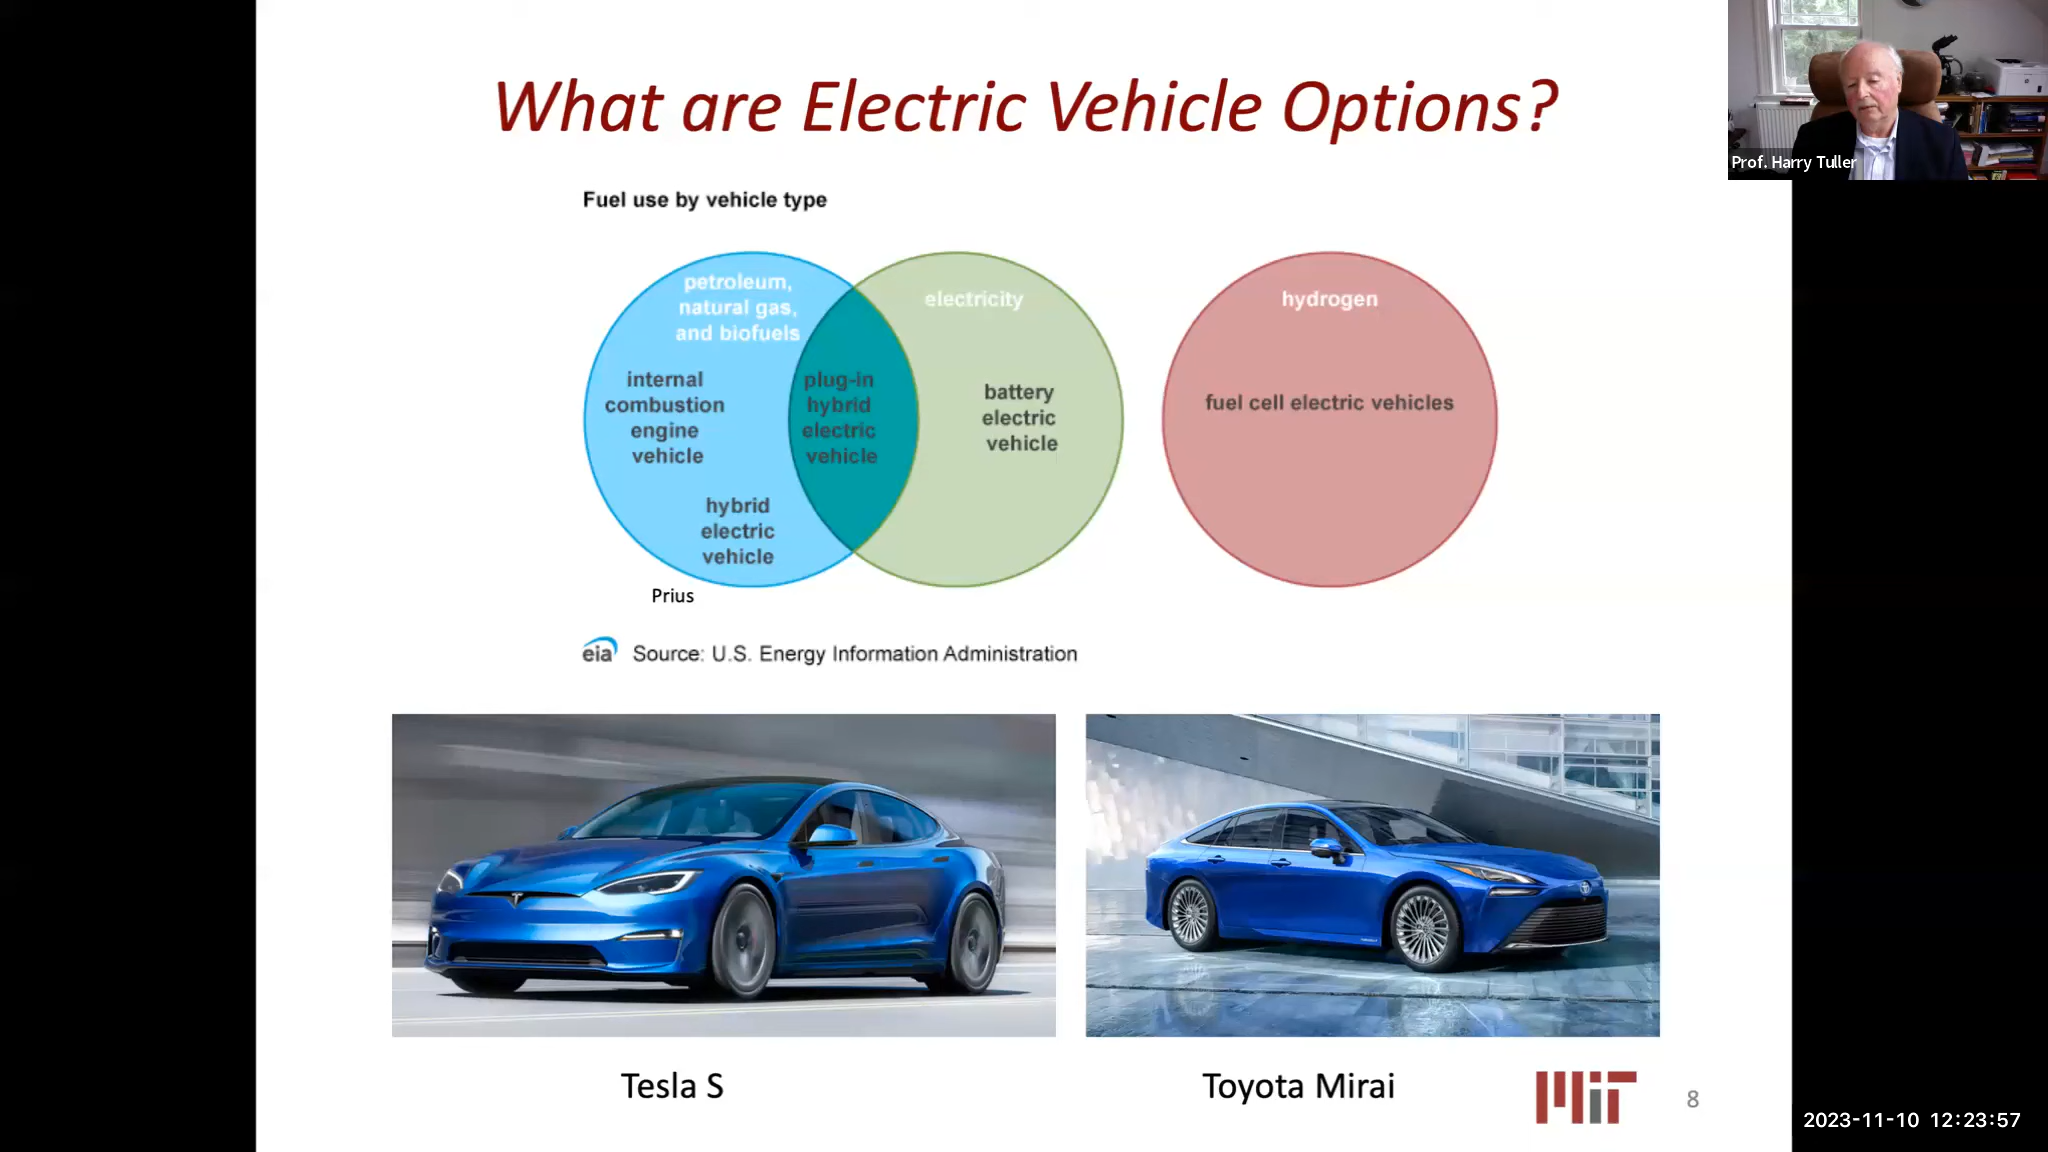 What are Electric Vehicle Options?
Prof. Harry Tuller
Fuel use by vehicle type
petroleum,
natural gas,
and biofuels
internal
combustion
engine
vehicle
hybrid
electric
vehicle
plug-in
hybrid
electric
vehicle
electricity
battery
electric
vehicle
hydrogen
fuel cell electric vehicles
Prius
eia Source: U.S. Energy Information Administration
Tesla S
Toyota Mirai
MIT
8
2023-11-10 12:23:57